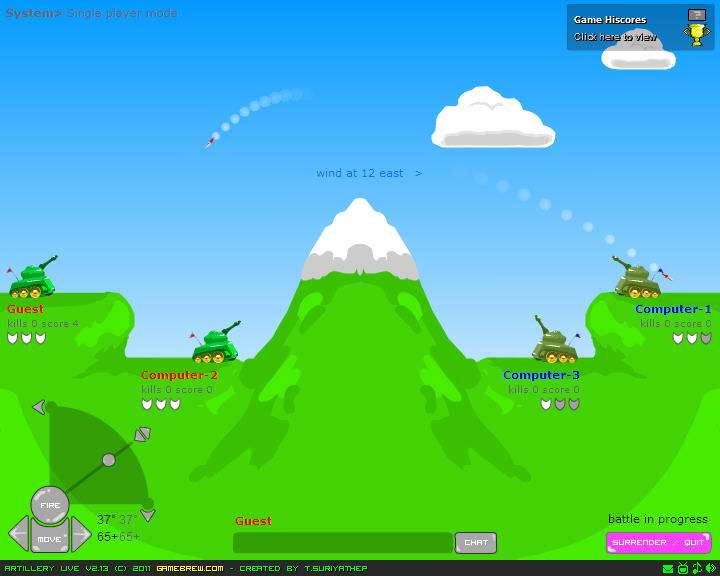 System> Single player mode
Game Hiscores
Click here to view
wind at 12 east >
Guest
kills 0 score 4
Computer-1
kills 0 score 0
Computer-2
kills 0 score 0
Computer-3
kills 0 score 0
FIRE
MOVE
37° 37°
65+65+
Guest
CHAT
battle in progress
SURRENDER / QUIT
ARTILLERY LIVE V2.13 (C) 2011 GAMEBREW.COM - CREATED BY T.SURIYATHEP